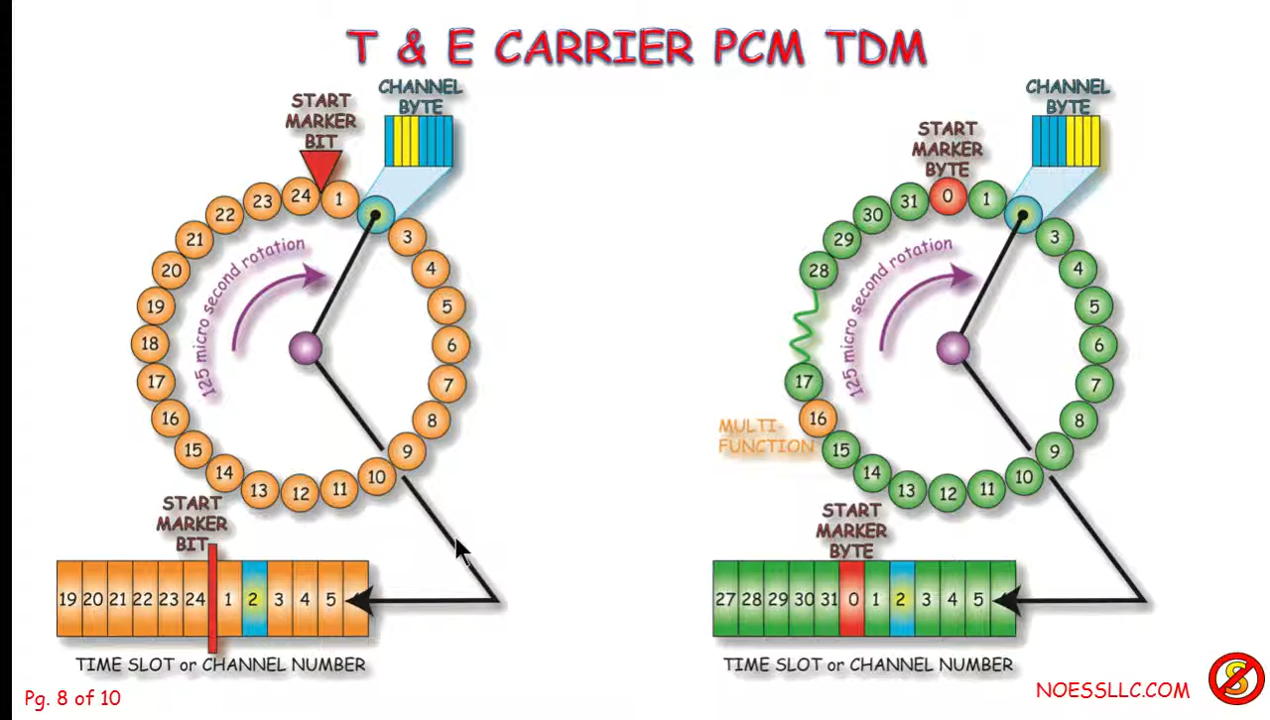 T & E CARRIER PCM TDM
START
MARKER
BIT
CHANNEL
BYTE
24
1
3
4
5
6
7
8
9
10
11
12
13
14
15
16
17
18
19
20
21
22
23
125 micro second rotation
START
MARKER
BIT
19 20 21 22 23 24 1 2 3 4 5
TIME SLOT or CHANNEL NUMBER
START
MARKER
BYTE
CHANNEL
BYTE
0
1
3
4
5
6
7
8
9
10
11
12
13
14
15
16
17
28
29
30
31
125 micro second rotation
MULTI-
FUNCTION
START
MARKER
BYTE
27 28 29 30 31 0 1 2 3 4 5
TIME SLOT or CHANNEL NUMBER
Pg. 8 of 10
NOESSLLC.COM
S